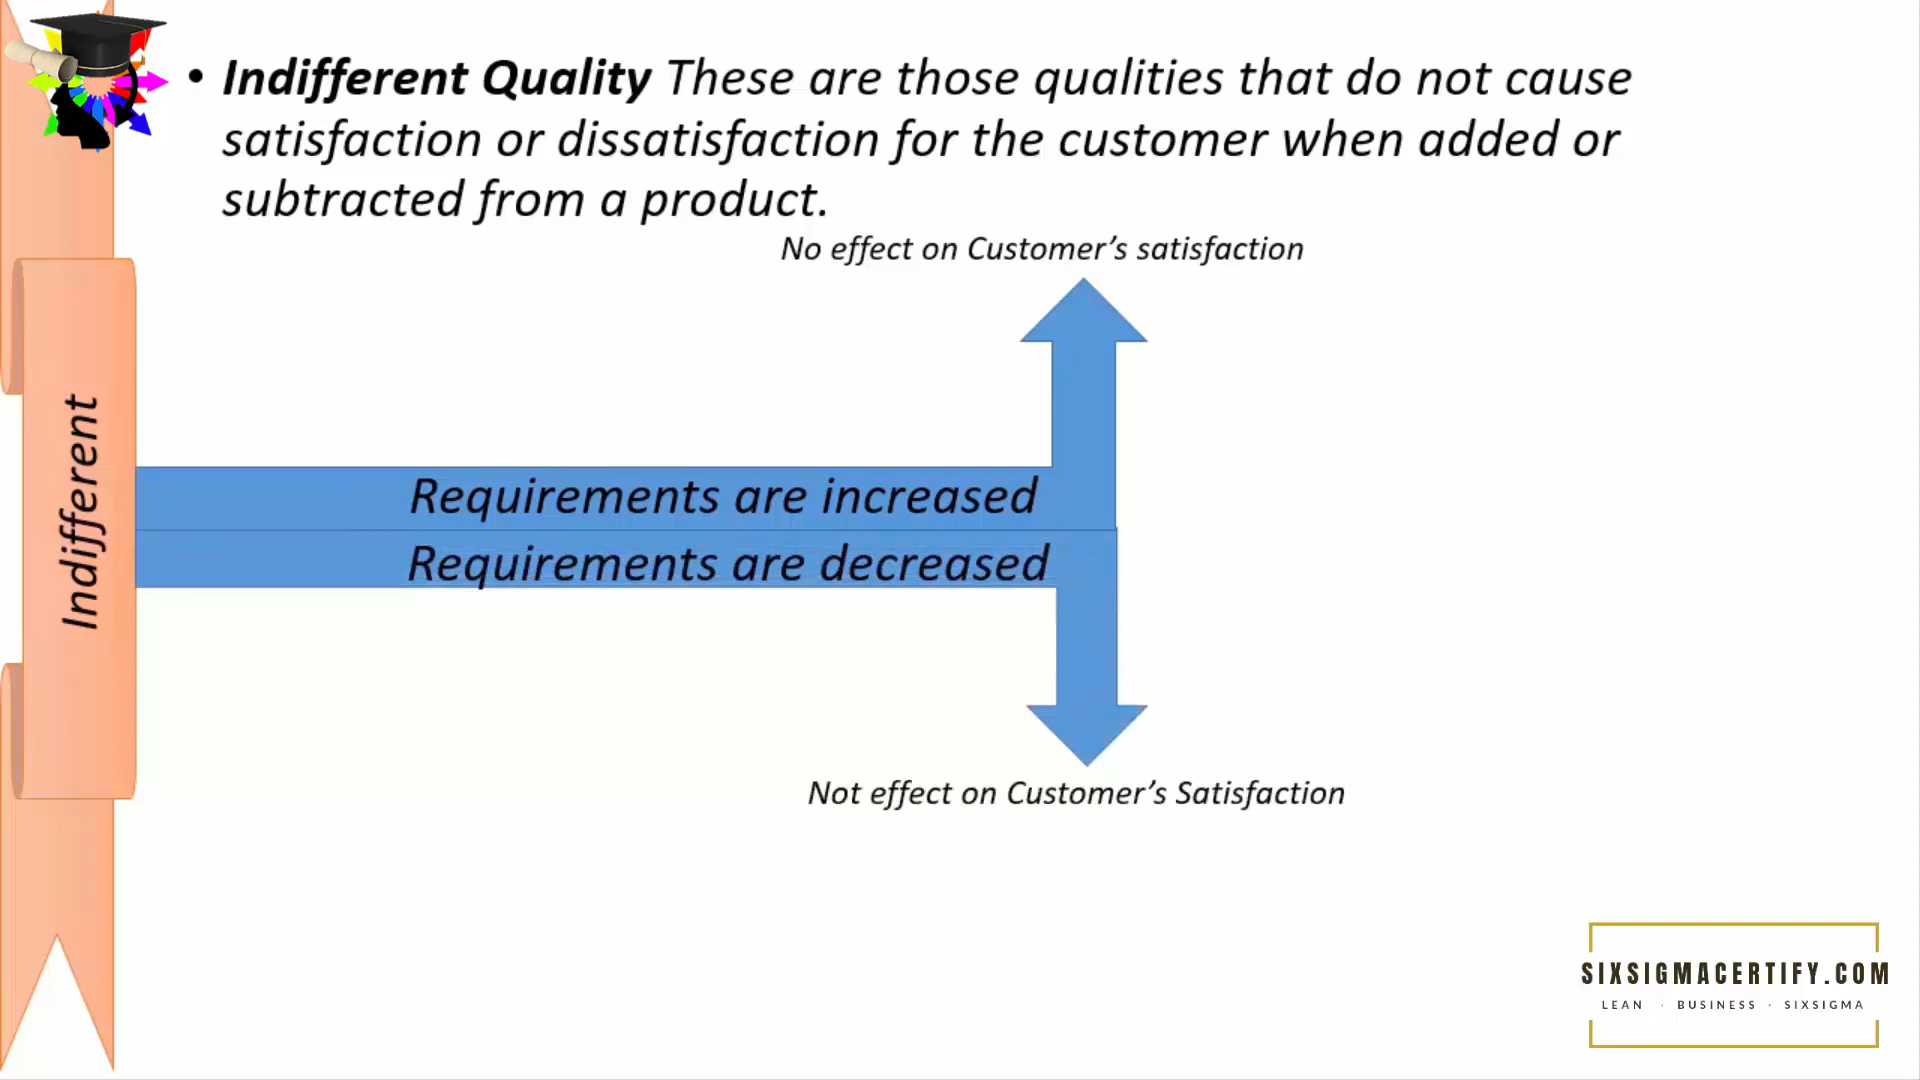 • Indifferent Quality These are those qualities that do not cause
satisfaction or dissatisfaction for the customer when added or
subtracted from a product.
No effect on Customer’s satisfaction
Indifferent
Requirements are increased
Requirements are decreased
Not effect on Customer’s Satisfaction
SIXSIGMACERTIFY.COM
LEAN · BUSINESS · SIXSIGMA